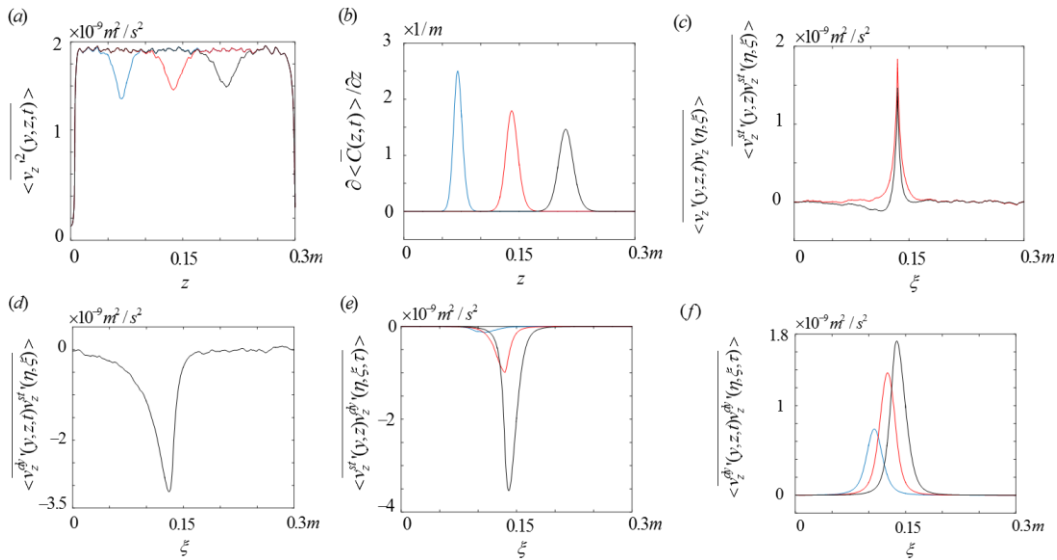 (a)
×10⁻⁹m²/s²
2
1
0
<v_z'²(y,z,t)>
0
0.15
0.3m
z
(b)
×1/m
3
2
1
0
∂<C̅(z,t)>/∂z
0
0.15
0.3m
z
(c)
×10⁻⁹m²/s²
2
1
0
<v_z'(y,z,t)v_z'(η,ξ)>
<v_z^st'(y,z)v_z^st'(η,ξ)>
0
0.15
0.3m
ξ
(d)
×10⁻⁹m²/s²
0
−2
−3.5
<v_z^dy'(y,z,t)v_z^st'(η,ξ)>
0
0.15
0.3m
ξ
(e)
×10⁻⁹m²/s²
0
−2
−4
<v_z^st'(y,z)v_z^dy'(η,ξ,τ)>
0
0.15
0.3m
ξ
(f)
×10⁻⁹m²/s²
1.8
1
0
<v_z^dy'(y,z,t)v_z^dy'(η,ξ,τ)>
0
0.15
0.3m
ξ